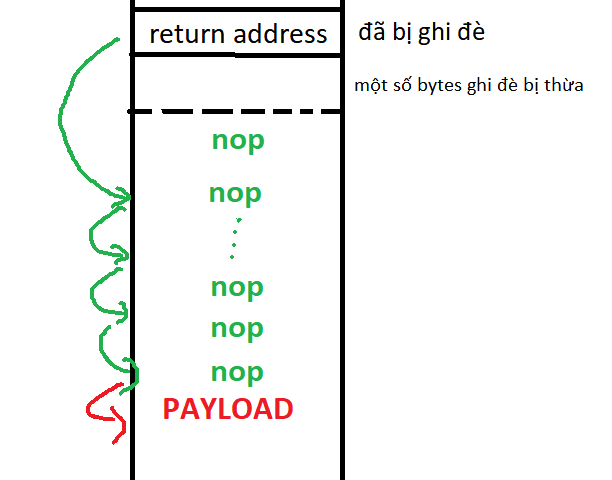 return address đã bị ghi đè
một số bytes ghi đè bị thừa
nop
nop
nop
nop
nop
PAYLOAD